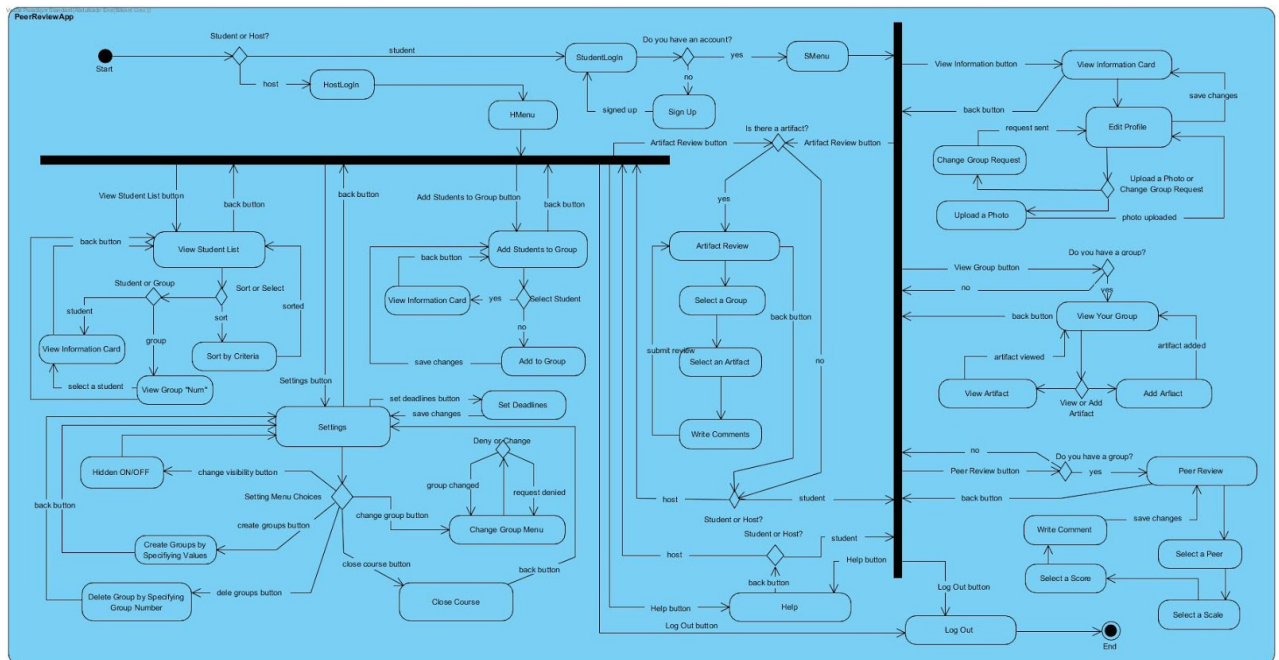 PeerReviewApp
Start
Student or Host?
student
host
HostLogIn
HMenu
StudentLogIn
Do you have an account?
yes
no
signed up
Sign Up
SMenu
View Information button
View information Card
back button
save changes
Edit Profile
request sent
Change Group Request
Upload a Photo or
Change Group Request
Upload a Photo
photo uploaded
Artifact Review button
Is there a artifact?
Artifact Review button
View Student List button
back button
back button
View Student List
Student or Group
Sort or Select
student
sort
sorted
group
View Information Card
Sort by Criteria
select a student
View Group "Num"
back button
Settings button
Add Students to Group button
back button
Add Students to Group
back button
View Information Card
yes
Select Student
no
save changes
Add to Group
yes
no
Artifact Review
Select a Group
back button
submit review
Select an Artifact
Write Comments
host
student
Student or Host?
View Group button
Do you have a group?
no
yes
back button
View Your Group
artifact viewed
artifact added
View Artifact
View or Add
Artifact
Add Arfiact
Settings
set deadlines button
save changes
Set Deadlines
Hidden ON/OFF
change visibility button
Setting Menu Choices
Deny or Change
group changed
request denied
change group button
Change Group Menu
back button
create groups button
Create Groups by
Specifying Values
close course button
back button
dele groups button
Delete Group by Specifying
Group Number
Close Course
Student or Host?
host
student
back button
Help button
Help button
Help
Log Out button
Log Out button
Log Out
End
no
Do you have a group?
Peer Review button
yes
Peer Review
back button
Write Comment
save changes
Select a Peer
Select a Score
Select a Scale